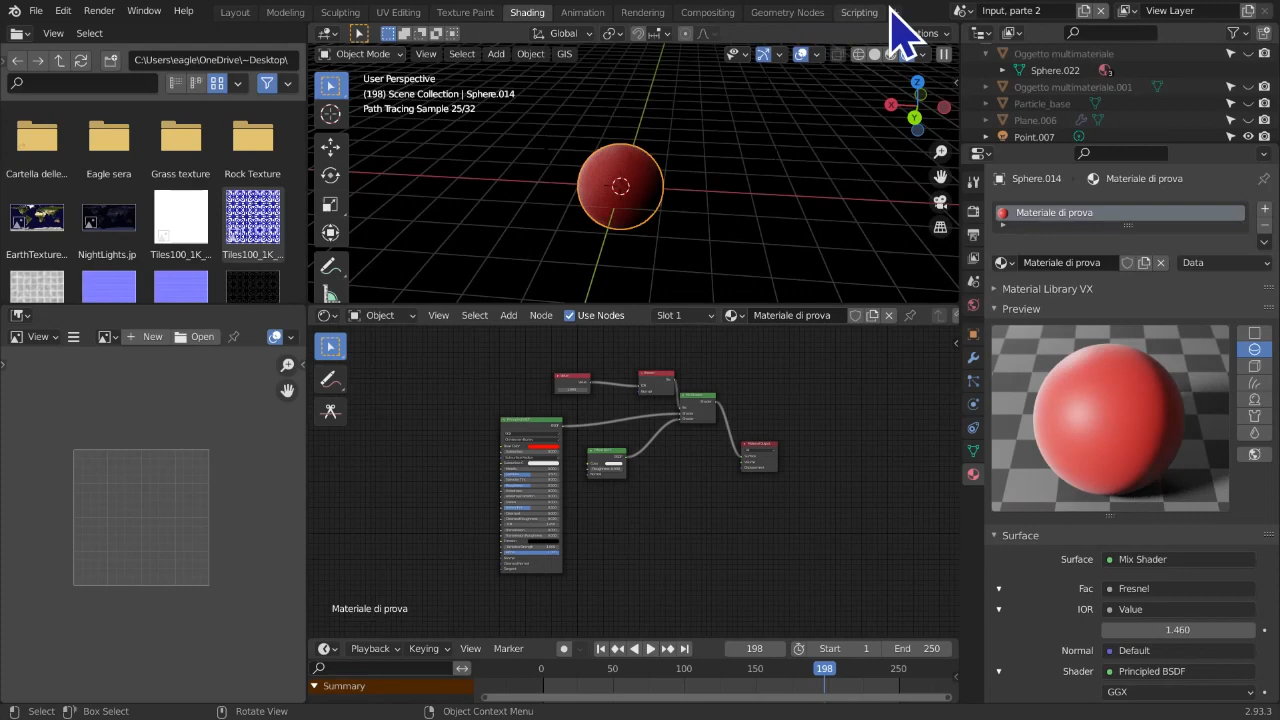 File Edit Render Window Help Layout Modeling Sculpting UV Editing Texture Paint Shading Animation Rendering Compositing Geometry Nodes Scripting Input, parte 2 View Layer
View Select
C:\Users\eagle\OneDrive\~Desktop\
Cartella delle... Eagle sera Grass texture Rock Texture
EarthTexture... NightLights.jp Tiles100_1K_... Tiles100_1K_...
Global
Object Mode View Select Add Object GIS
User Perspective
(198) Scene Collection | Sphere.014
Path Tracing Sample 25/32
X Y Z
Oggetto multimateriale
Sphere.022 3
Oggetto multimateriale.001
Particle_base
Plane.006
Point.007
Sphere.014 Materiale di prova
Materiale di prova
Materiale di prova Data
Material Library VX
Preview
Surface
Surface Mix Shader
Fac Fresnel
IOR Value
1.460
Normal Default
Shader Principled BSDF
GGX
View New Open
Object View Select Add Node Use Nodes Slot 1 Materiale di prova
Materiale di prova
Playback Keying View Marker 198 Start 1 End 250
0 50 100 150 198 250
Summary
Select Box Select Rotate View Object Context Menu 2.93.3